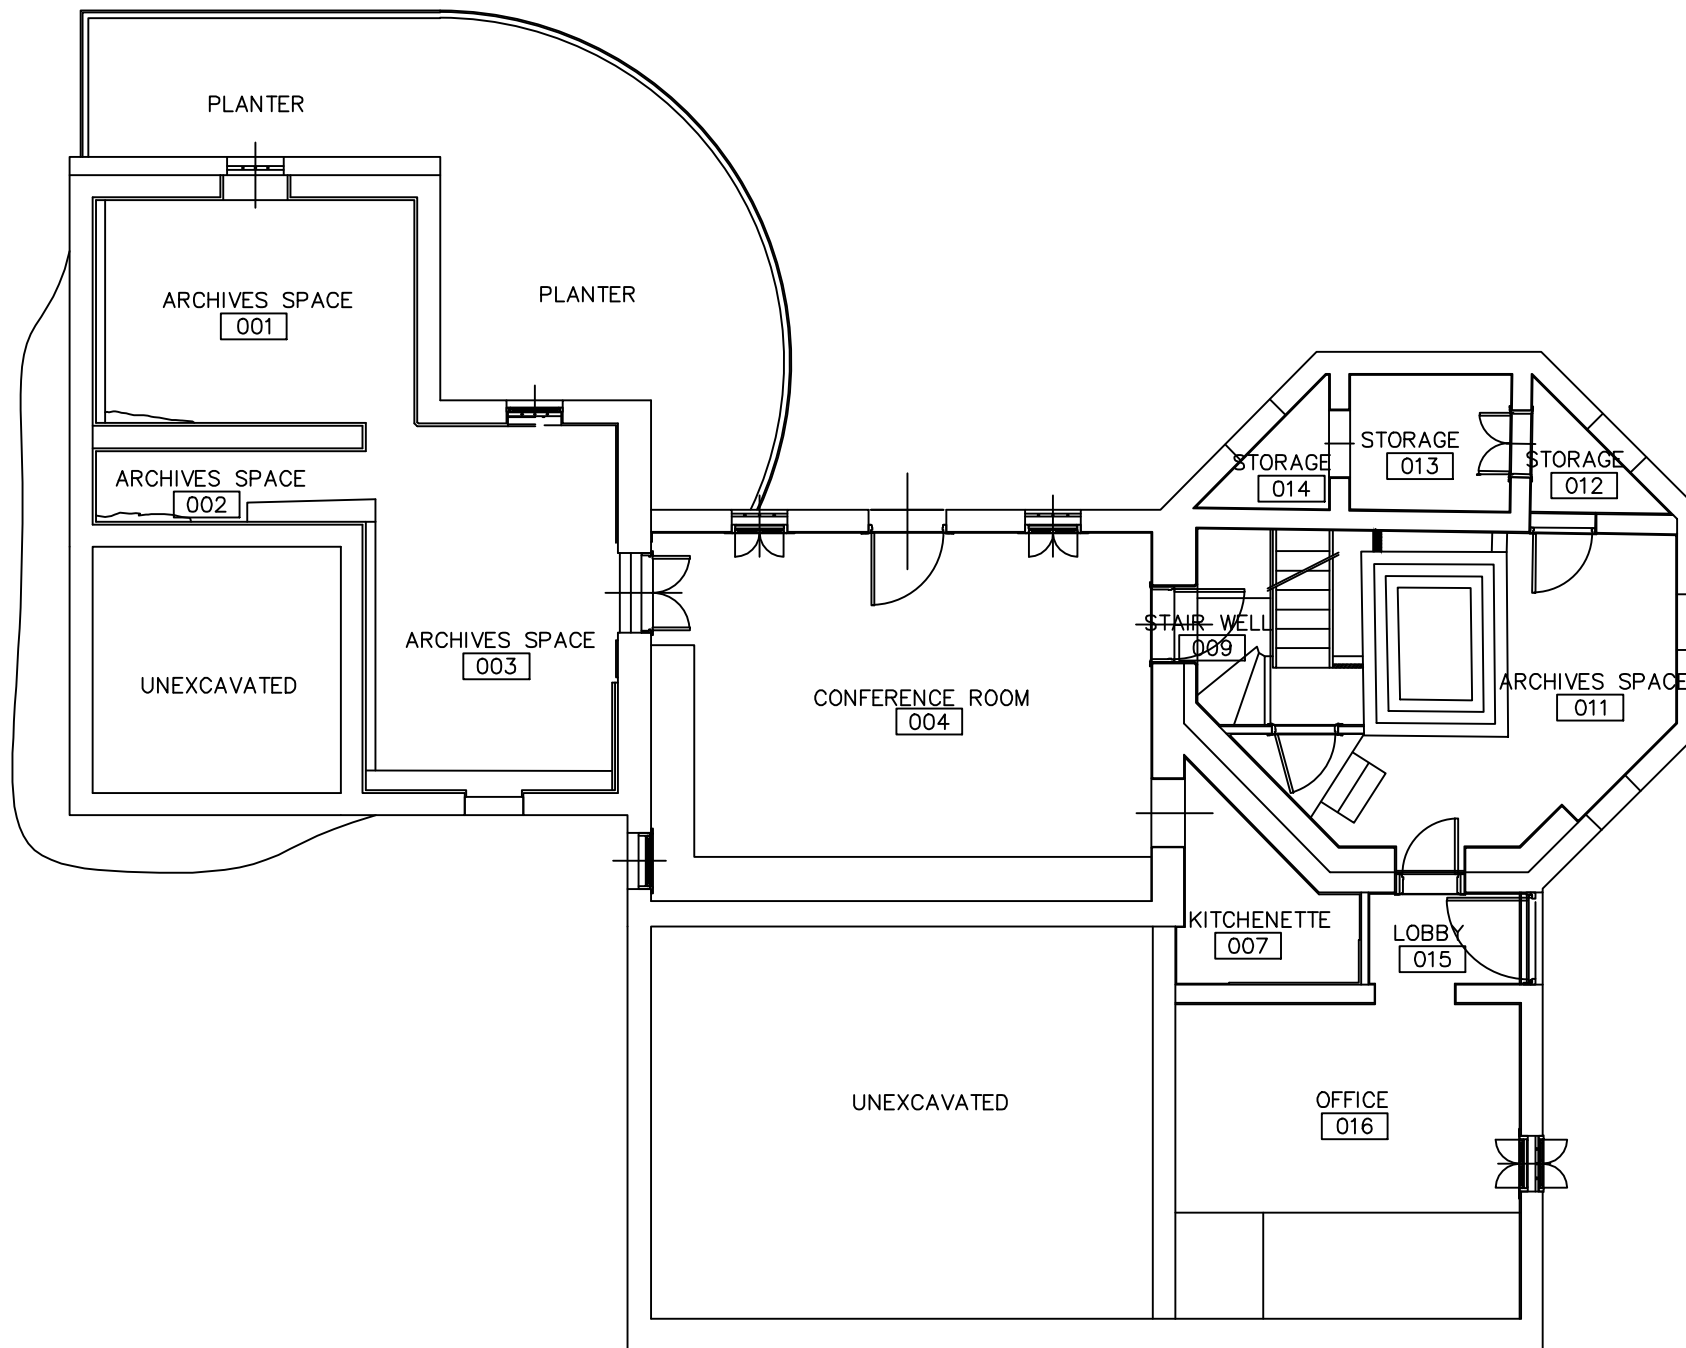 PLANTER
PLANTER
ARCHIVES SPACE
001
ARCHIVES SPACE
002
UNEXCAVATED
ARCHIVES SPACE
003
CONFERENCE ROOM
004
STORAGE
014
STORAGE
013
STORAGE
012
STAIR WELL
009
ARCHIVES SPACE
011
KITCHENETTE
007
LOBBY
015
UNEXCAVATED
OFFICE
016